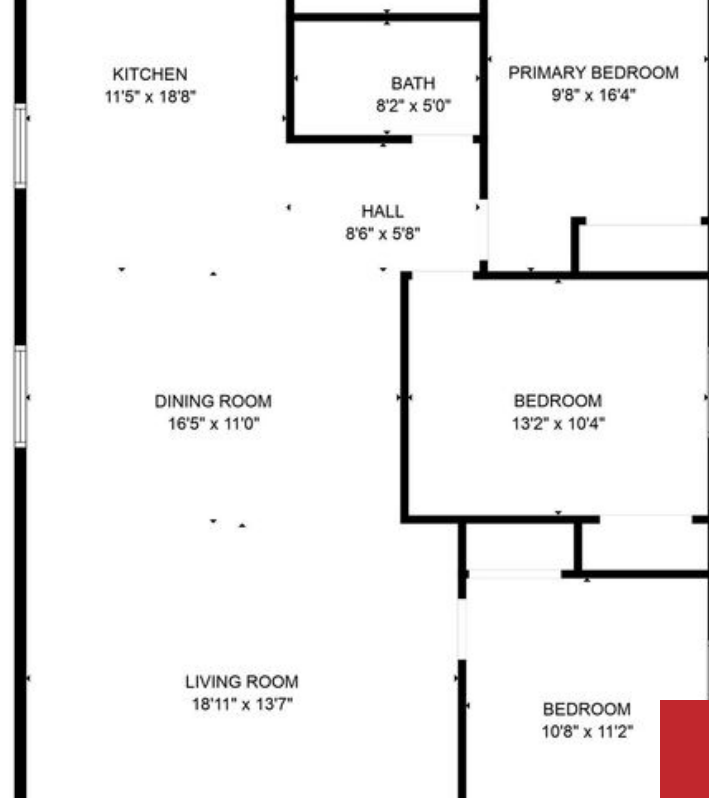 KITCHEN
11'5" x 18'8"
BATH
8'2" x 5'0"
PRIMARY BEDROOM
9'8" x 16'4"
HALL
8'6" x 5'8"
DINING ROOM
16'5" x 11'0"
BEDROOM
13'2" x 10'4"
LIVING ROOM
18'11" x 13'7"
BEDROOM
10'8" x 11'2"